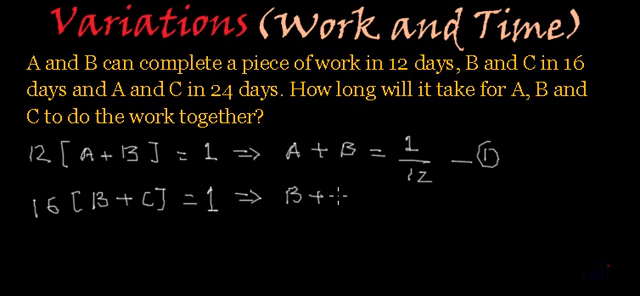 Variations (Work and Time)
A and B can complete a piece of work in 12 days, B and C in 16
days and A and C in 24 days. How long will it take for A, B and
C to do the work together?
12 [ A + B ] = 1 ⇒ A + B = 1/12 — ①
16 [ B + C ] = 1 ⇒ B +